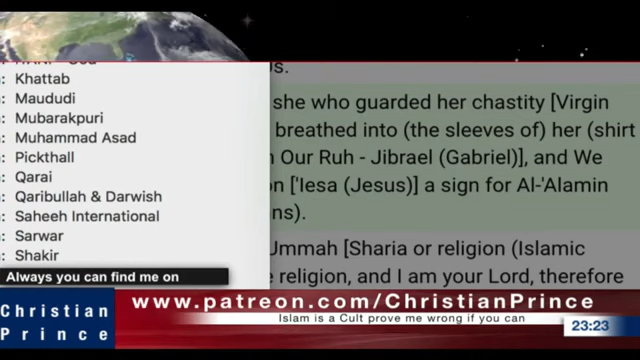 Khattab
Maududi
Mubarakpuri
Muhammad Asad
Pickthall
Qarai
Qaribullah & Darwish
Saheeh International
Sarwar
Shakir
she who guarded her chastity [Virgin
breathed into (the sleeves of) her (shirt
Our Ruh - Jibrael (Gabriel)], and We
['Iesa (Jesus)] a sign for Al-'Alamin
Ummah [Sharia or religion (Islamic
religion, and I am your Lord, therefore
Always you can find me on
Christian
Prince
www.patreon.com/ChristianPrince
Islam is a Cult prove me wrong if you can
23:23